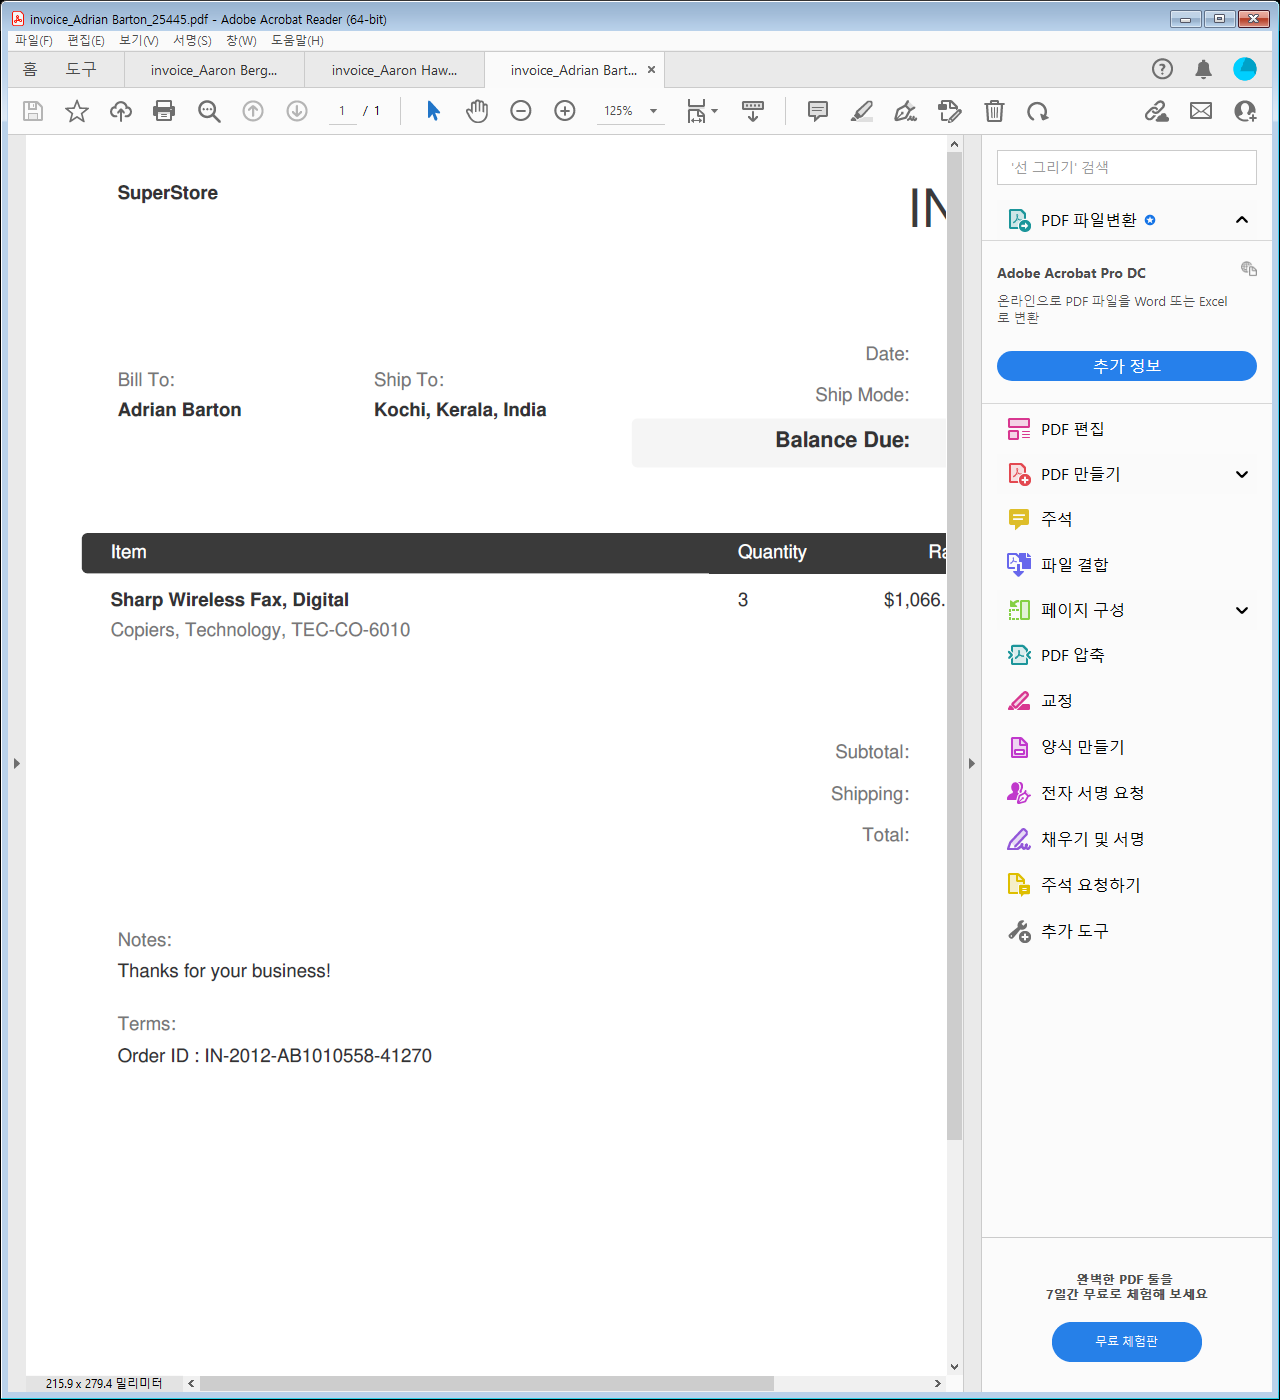 invoice_Adrian Barton_25445.pdf - Adobe Acrobat Reader (64-bit)
파일(F) 편집(E) 보기(V) 서명(S) 창(W) 도움말(H)
홈 도구 invoice_Aaron Berg... invoice_Aaron Haw... invoice_Adrian Bart...
1 / 1 125%
SuperStore
IN
Date:
Bill To: Ship To:
Ship Mode:
Adrian Barton Kochi, Kerala, India
Balance Due:
Item Quantity Ra
Sharp Wireless Fax, Digital 3 $1,066.
Copiers, Technology, TEC-CO-6010
Subtotal:
Shipping:
Total:
Notes:
Thanks for your business!
Terms:
Order ID : IN-2012-AB1010558-41270
215.9 x 279.4 밀리미터
'선 그리기' 검색
PDF 파일변환
Adobe Acrobat Pro DC
온라인으로 PDF 파일을 Word 또는 Excel
로 변환
추가 정보
PDF 편집
PDF 만들기
주석
파일 결합
페이지 구성
PDF 압축
교정
양식 만들기
전자 서명 요청
채우기 및 서명
주석 요청하기
추가 도구
완벽한 PDF 툴을
7일간 무료로 체험해 보세요
무료 체험판